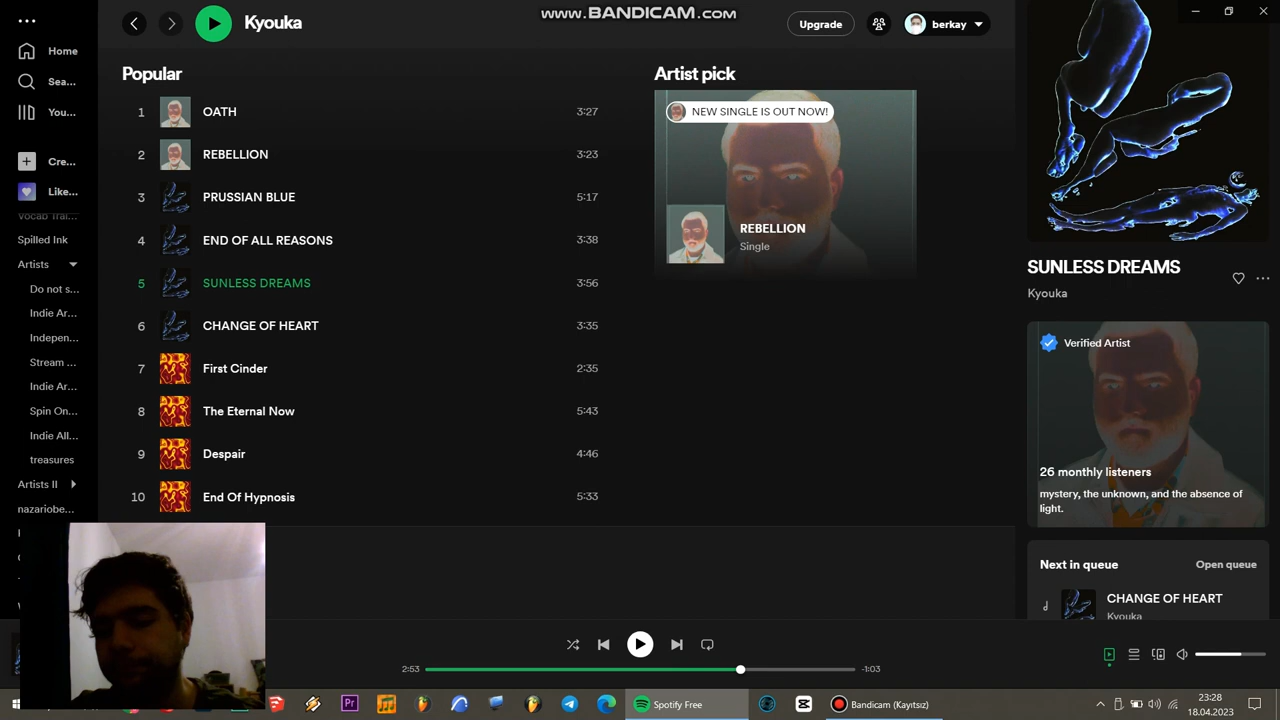 www.BANDICAM.com
Kyouka
Upgrade
berkay
Home
Sea...
You...
Cre...
Like...
Vocab Trai...
Spilled Ink
Artists
Do not s...
Indie Ar...
Indepen...
Stream ...
Indie Ar...
Spin On...
Indie All...
treasures
Artists II
nazariobe...
Popular
1 OATH 3:27
2 REBELLION 3:23
3 PRUSSIAN BLUE 5:17
4 END OF ALL REASONS 3:38
5 SUNLESS DREAMS 3:56
6 CHANGE OF HEART 3:35
7 First Cinder 2:35
8 The Eternal Now 5:43
9 Despair 4:46
10 End Of Hypnosis 5:33
Artist pick
NEW SINGLE IS OUT NOW!
REBELLION
Single
SUNLESS DREAMS
Kyouka
Verified Artist
26 monthly listeners
mystery, the unknown, and the absence of
light.
Next in queue Open queue
CHANGE OF HEART
Kyouka
2:53 -1:03
Pr
Spotify Free
Bandicam (Kayıtsız)
23:28
18.04.2023